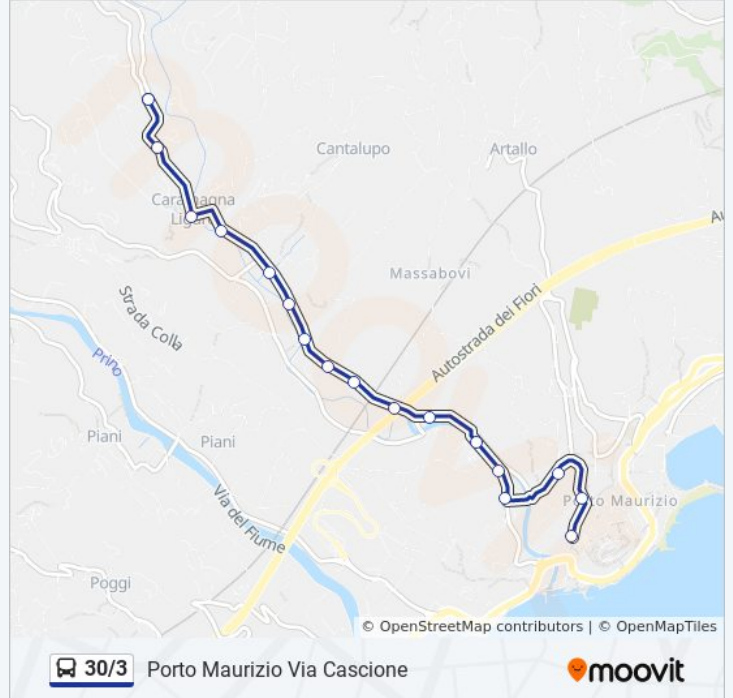 Cantalupo
Artallo
Caramagna
Ligure
Au
Massabovi
Strada Colla
Autostrada dei Fiori
Prino
Piani
Piani
Porto Maurizio
Via del Fiume
Poggi
© OpenStreetMap contributors | © OpenMapTiles
30/3 Porto Maurizio Via Cascione
moovit